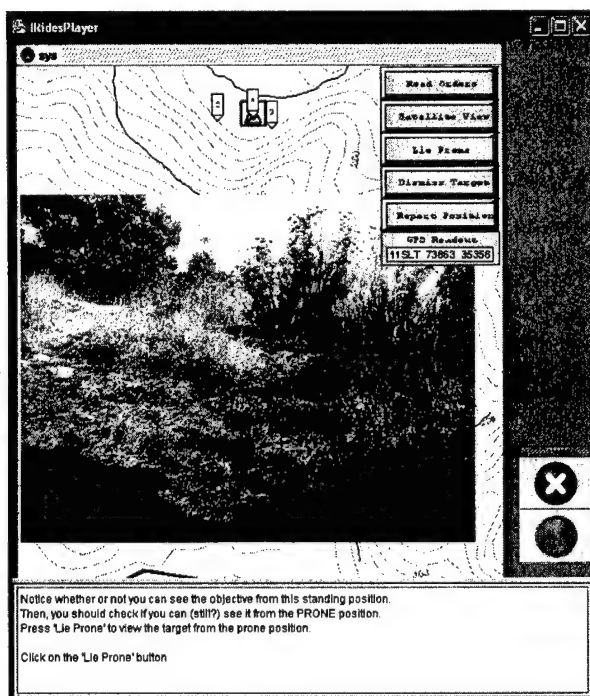 IRidesPlayer
sys
Read Orders
Satellite View
Lie Prone
Dismiss Target
Report Position
GPS Readout
11SLT 73863 35358
Notice whether or not you can see the objective from this standing position.
Then, you should check if you can (still?) see it from the PRONE position.
Press 'Lie Prone' to view the target from the prone position.
Click on the 'Lie Prone' button